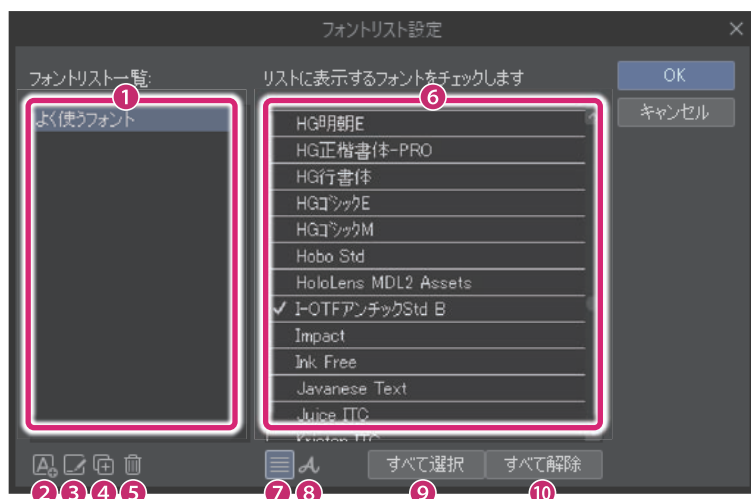 フォントリスト設定
フォントリスト一覧:
リストに表示するフォントをチェックします
OK
キャンセル
1
6
よく使うフォント
HG明朝E
HG正楷書体-PRO
HG行書体
HGゴシックE
HGゴシックM
Hobo Std
HoloLens MDL2 Assets
I-OTFアンチックStd B
Impact
Ink Free
Javanese Text
Juice ITC
Kristen ITC
すべて選択
すべて解除
2 3 4 5 7 8 9 10